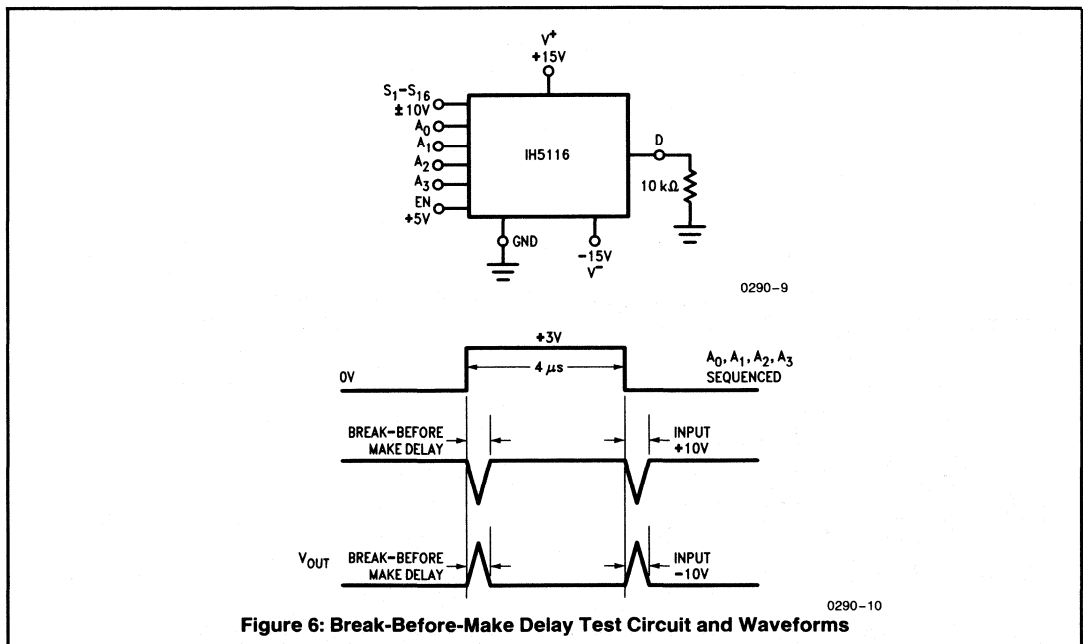 V⁺
+15V
S₁–S₁₆
±10V
A₀
A₁
A₂
A₃
EN
+5V
IH5116
D
10 kΩ
GND
-15V
V⁻
0290-9
+3V
4 μs
0V
A₀, A₁, A₂, A₃
SEQUENCED
BREAK-BEFORE
MAKE DELAY
INPUT
+10V
V_OUT
BREAK-BEFORE
MAKE DELAY
INPUT
-10V
0290-10
Figure 6: Break-Before-Make Delay Test Circuit and Waveforms